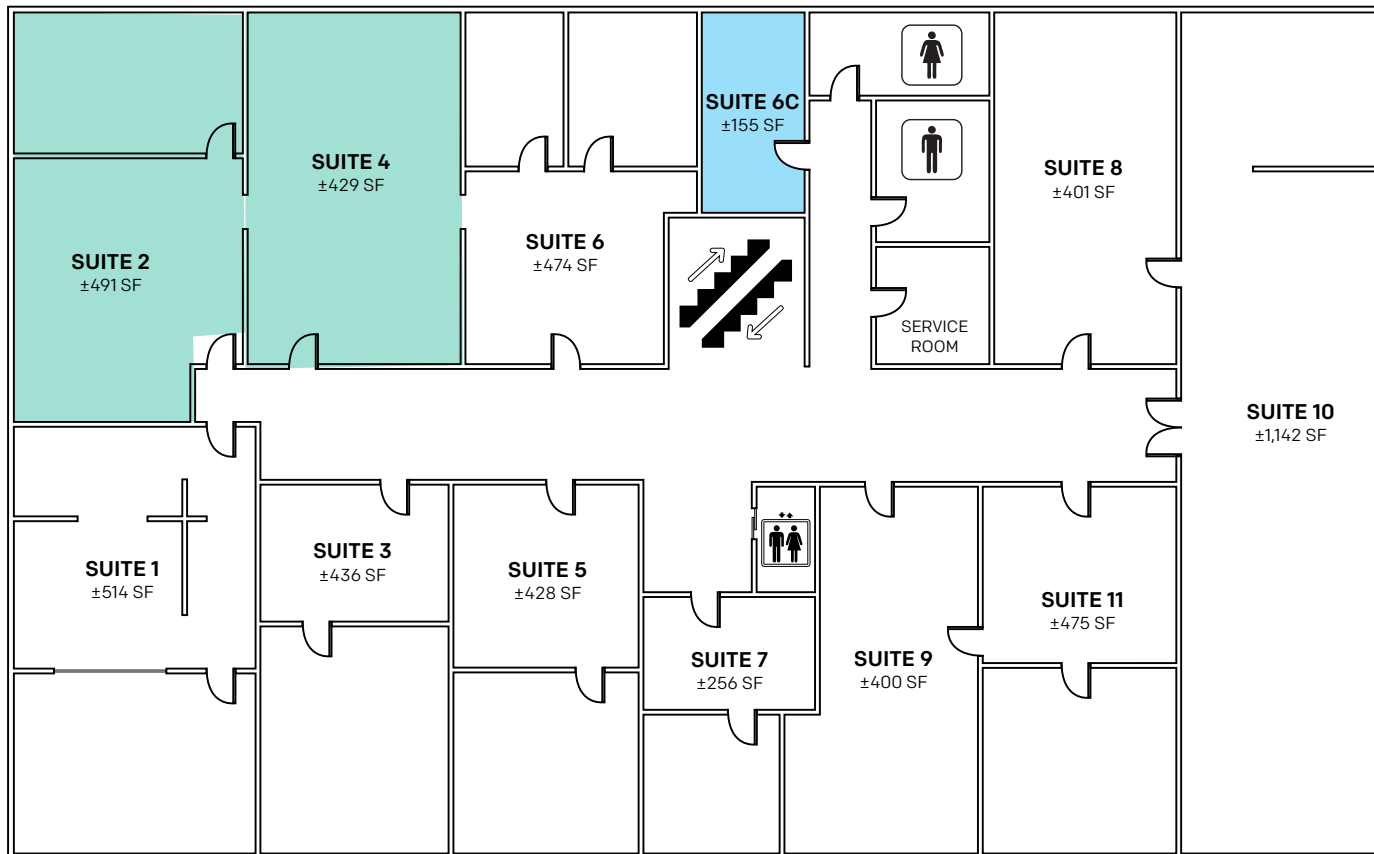 SUITE 6C
±155 SF
SUITE 4
±429 SF
SUITE 8
±401 SF
SUITE 2
±491 SF
SUITE 6
±474 SF
SERVICE
ROOM
SUITE 10
±1,142 SF
SUITE 1
±514 SF
SUITE 3
±436 SF
SUITE 5
±428 SF
SUITE 7
±256 SF
SUITE 9
±400 SF
SUITE 11
±475 SF